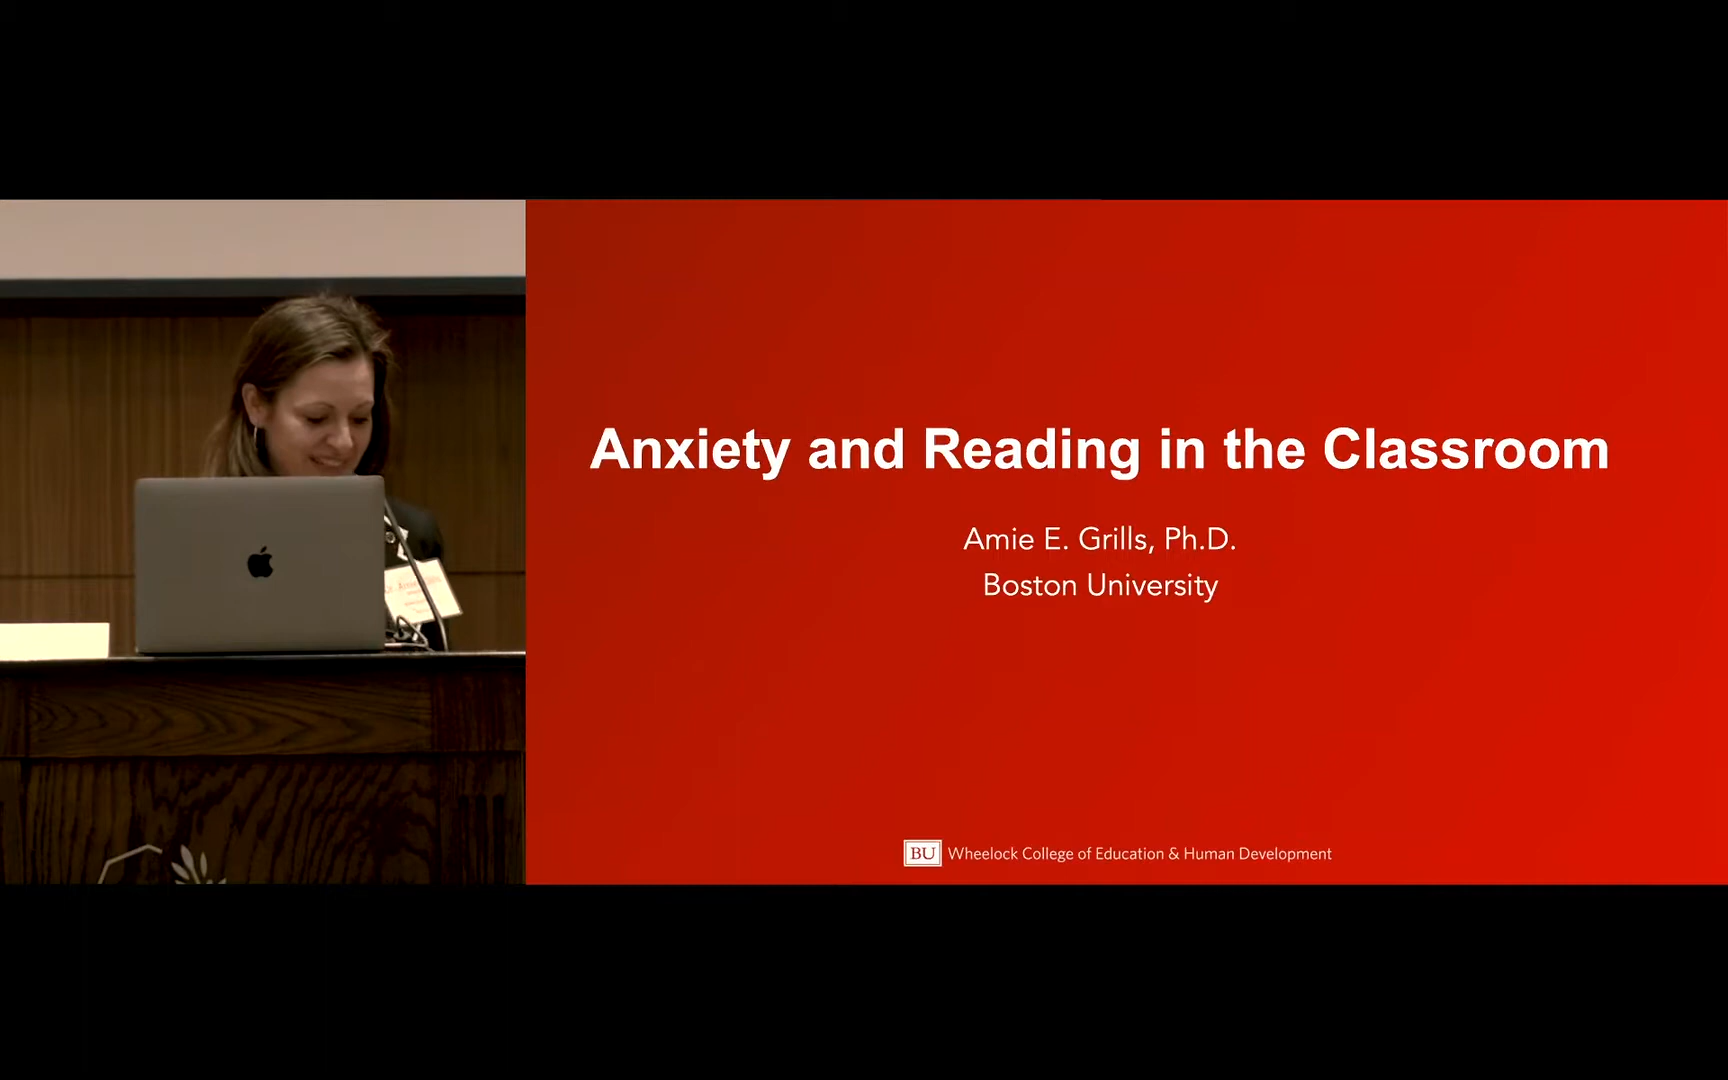 Anxiety and Reading in the Classroom
Amie E. Grills, Ph.D.
Boston University
BU Wheelock College of Education & Human Development